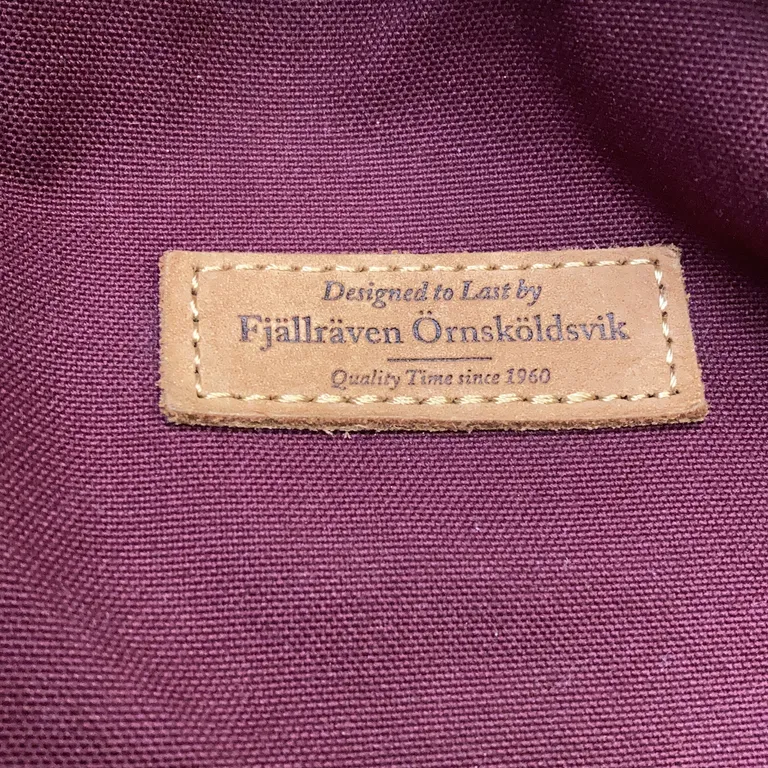 Designed to Last by
Fjällräven Örnsköldsvik
Quality Time since 1960